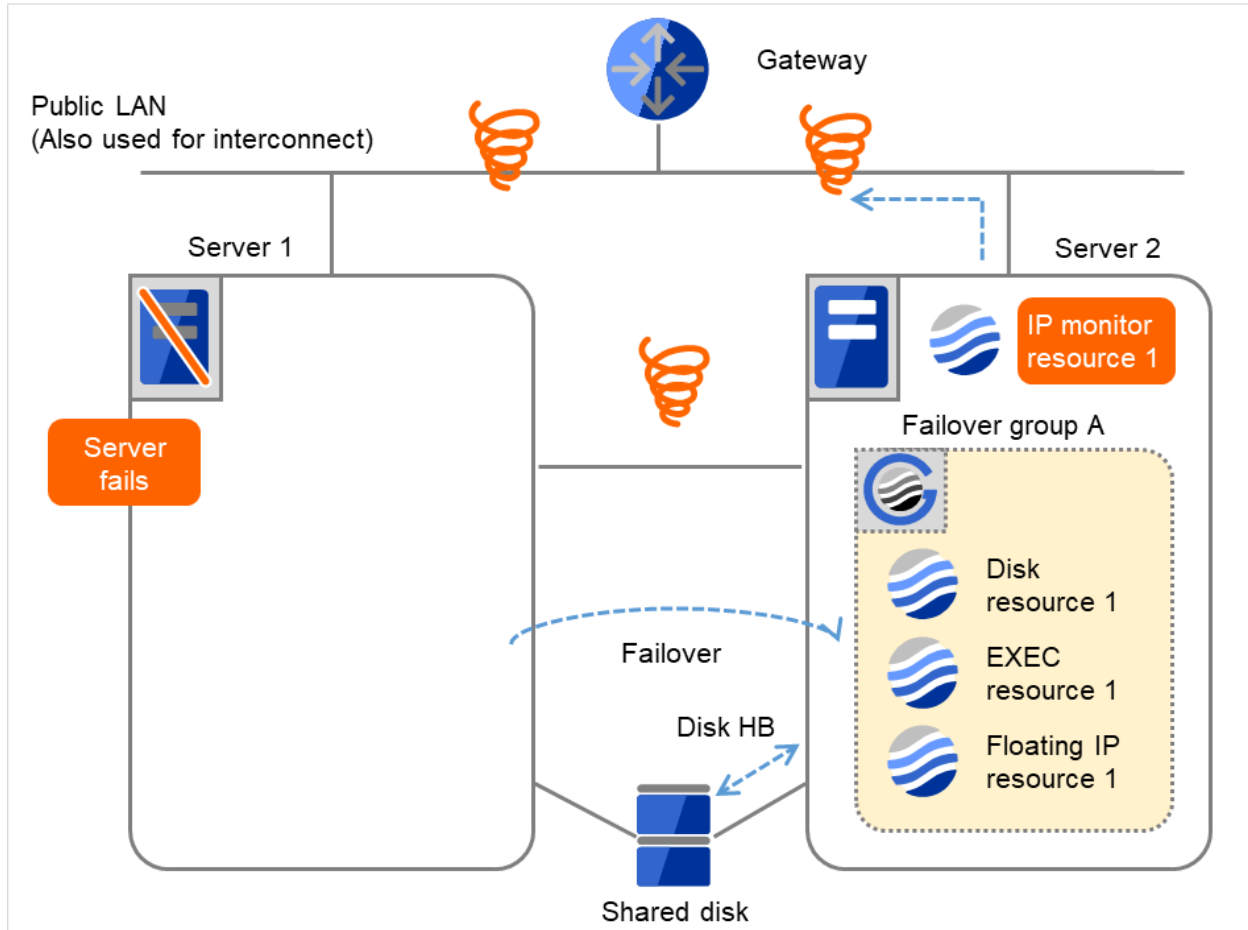 Gateway
Public LAN
(Also used for interconnect)
Server 1
Server 2
IP monitor
resource 1
Server
fails
Failover group A
Disk
resource 1
EXEC
resource 1
Failover
Disk HB
Floating IP
resource 1
Shared disk